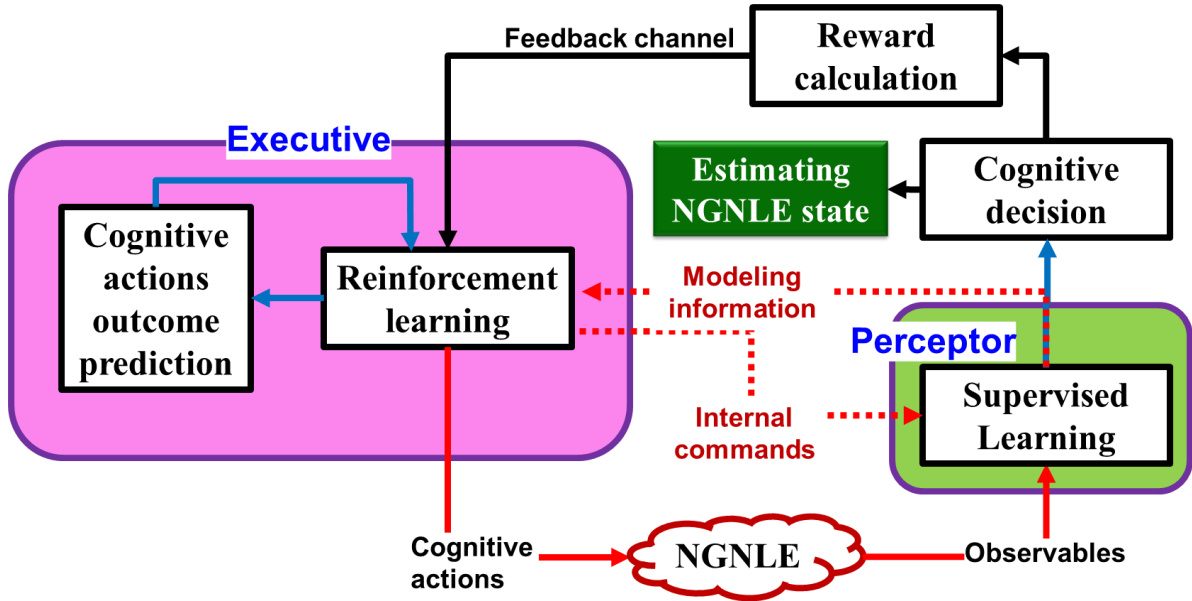 Feedback channel
Reward
calculation
Executive
Estimating
NGNLE state
Cognitive
decision
Cognitive
actions
outcome
prediction
Reinforcement
learning
Modeling
information
Perceptor
Supervised
Learning
Internal
commands
Cognitive
actions
NGNLE
Observables